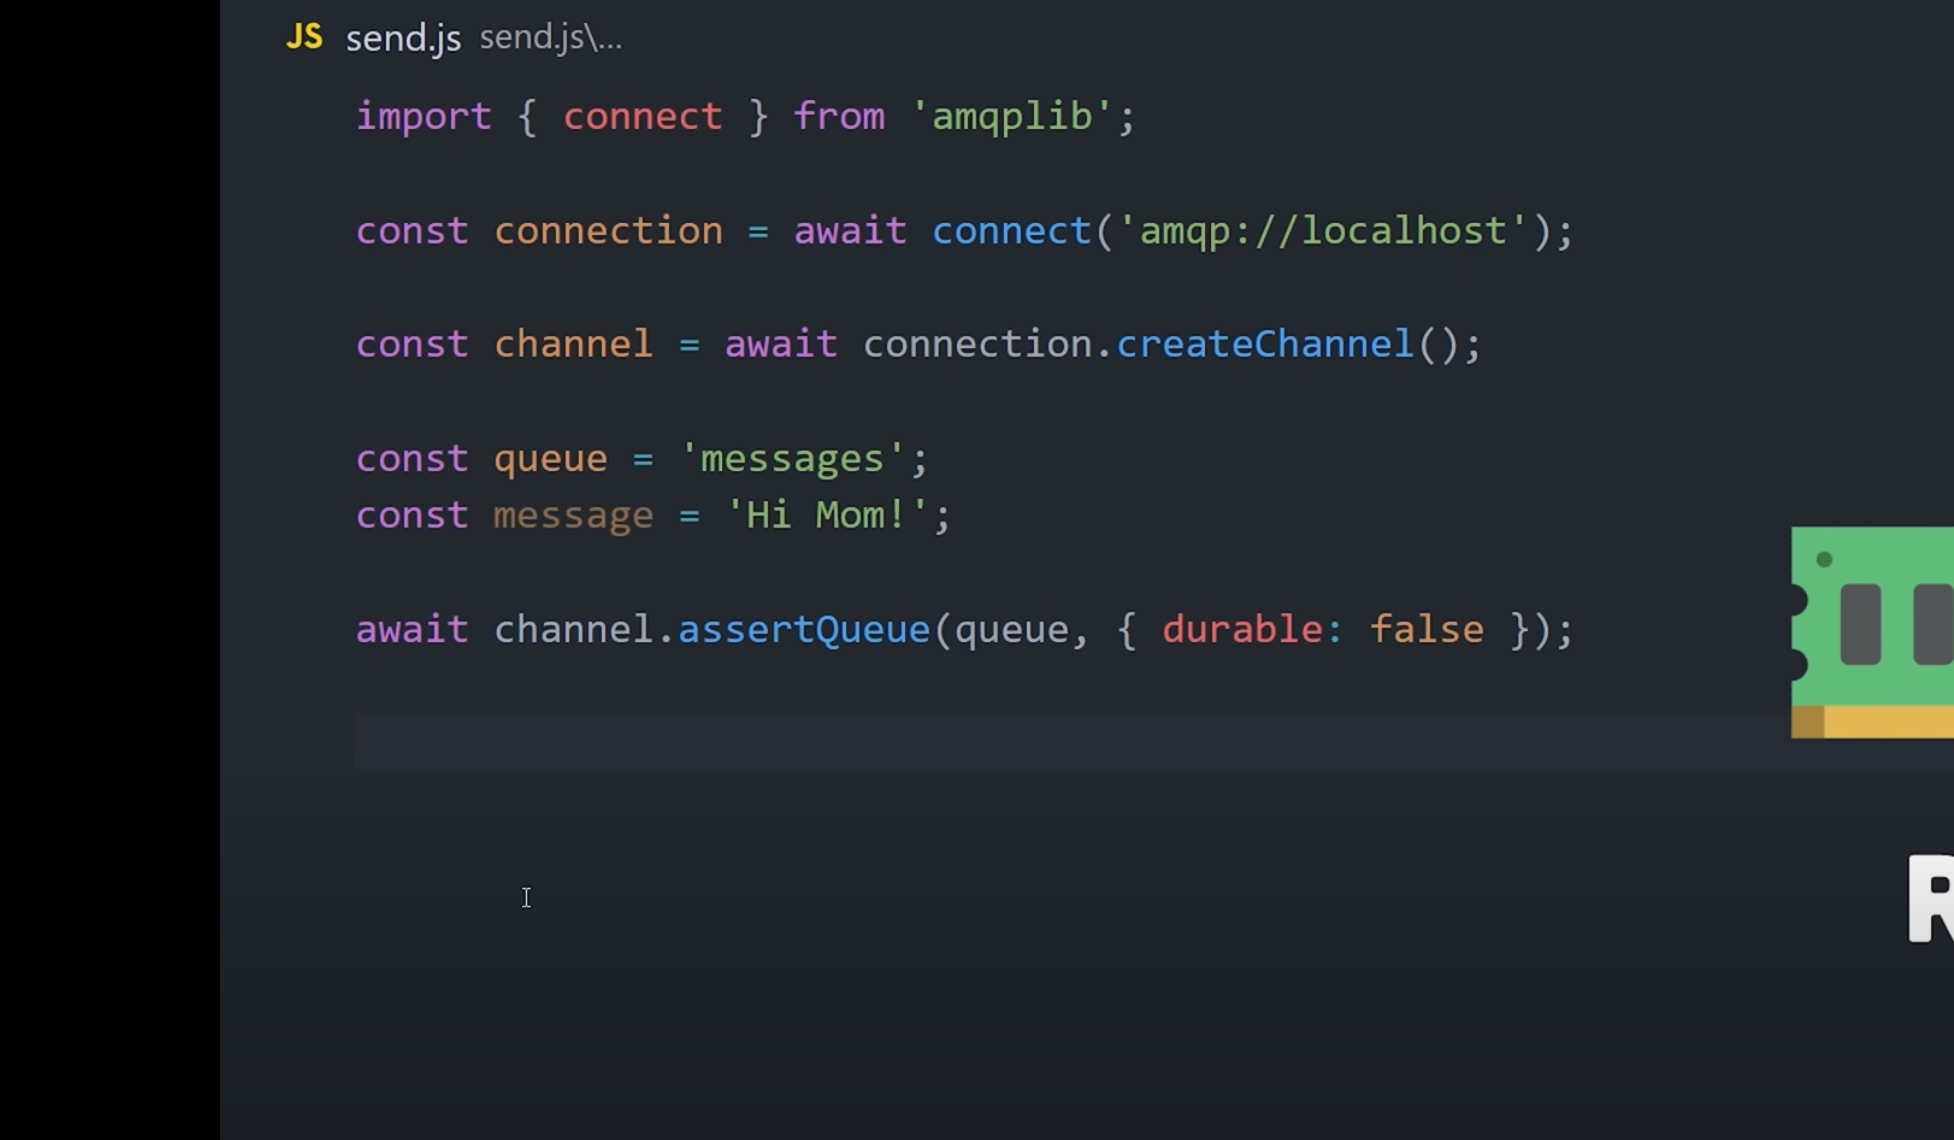 JS send.js send.js\...
import { connect } from 'amqplib';
const connection = await connect('amqp://localhost');
const channel = await connection.createChannel();
const queue = 'messages';
const message = 'Hi Mom!';
await channel.assertQueue(queue, { durable: false });
R